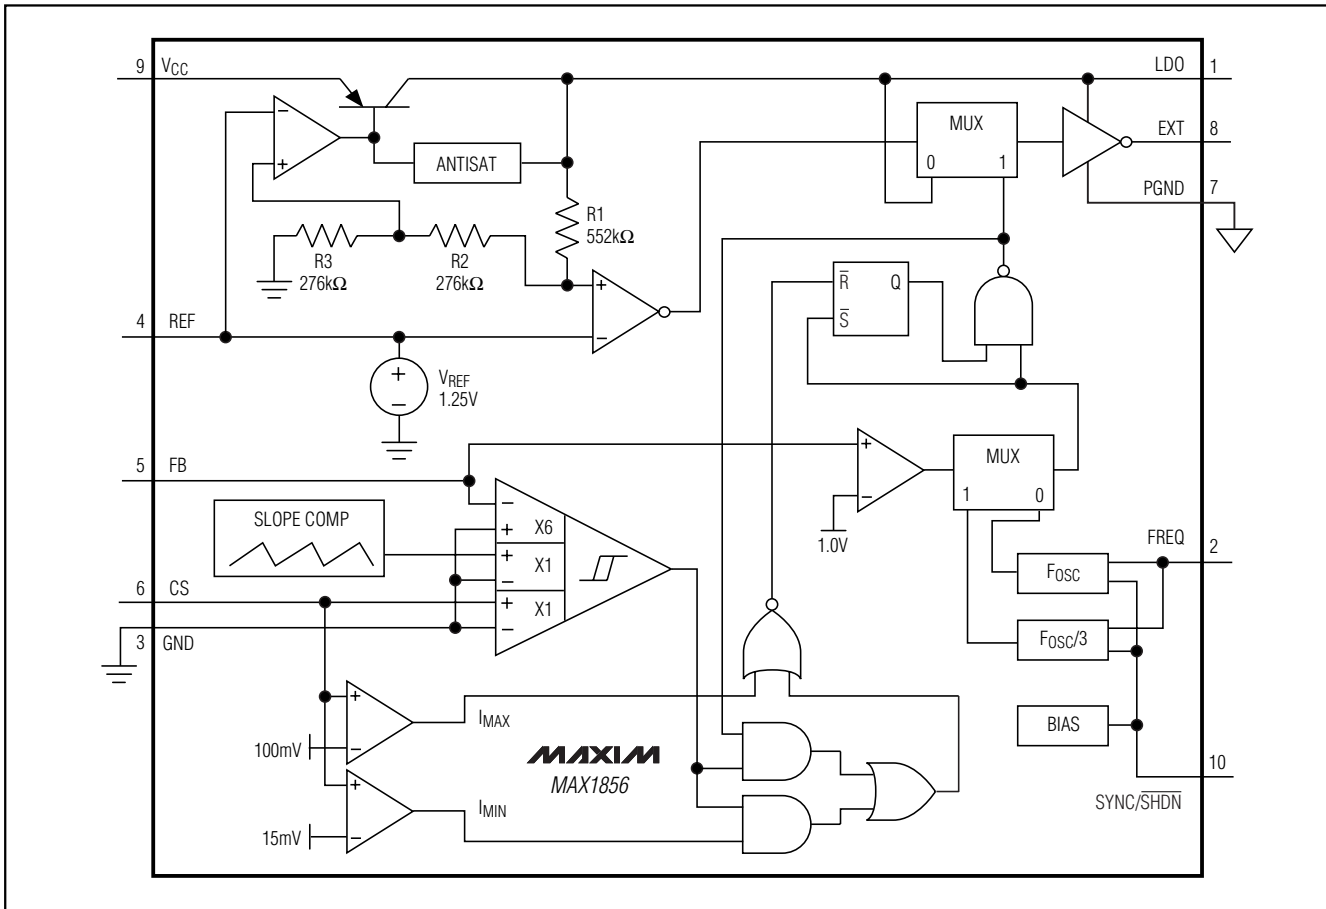 9 VCC
LDO 1
MUX
EXT 8
−
+
ANTISAT
0 1
PGND 7
R1
552kΩ
R3
276kΩ
R2
276kΩ
R̅ Q
S̅
+
−
4 REF
+
−
VREF
1.25V
5 FB
+
−
1.0V
MUX
1 0
SLOPE COMP
−
+ X6
+
− X1
+
− X1
FREQ 2
FOSC
6 CS
3 GND
FOSC/3
+
−
100mV
IMAX
BIAS
MAXIM
MAX1856
10
SYNC/S̅H̅D̅N̅
+
−
15mV
IMIN